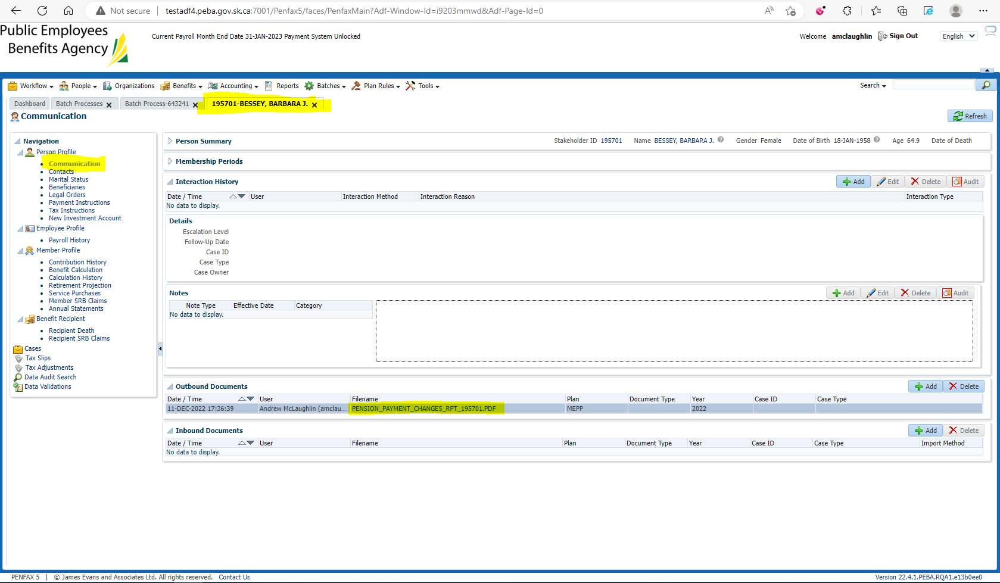 Not secure testadf4.peba.gov.sk.ca:7001/Penfax5/faces/PenfaxMain?Adf-Window-Id=i9203mmwd&Adf-Page-Id=0
Public Employees
Benefits Agency
Current Payroll Month End Date 31-JAN-2023 Payment System Unlocked
Welcome amclaughlin Sign Out English
Workflow People Organizations Benefits Accounting Reports Batches Plan Rules Tools Search
Dashboard Batch Processes Batch Process-643241 195701-BESSEY, BARBARA J.
Communication Refresh
Navigation
Person Profile
Communication
Contacts
Marital Status
Beneficiaries
Legal Orders
Payment Instructions
Tax Instructions
New Investment Account
Employee Profile
Payroll History
Member Profile
Contribution History
Benefit Calculation
Calculation History
Retirement Projection
Service Purchases
Member SRB Claims
Annual Statements
Benefit Recipient
Recipient Death
Recipient SRB Claims
Cases
Tax Slips
Tax Adjustments
Data Audit Search
Data Validations
Person Summary Stakeholder ID 195701 Name BESSEY, BARBARA J. Gender Female Date of Birth 18-JAN-1958 Age 64.9 Date of Death
Membership Periods
Interaction History Add Edit Delete Audit
Date / Time User Interaction Method Interaction Reason Interaction Type
No data to display.
Details
Escalation Level
Follow-Up Date
Case ID
Case Type
Case Owner
Notes Add Edit Delete Audit
Note Type Effective Date Category
No data to display.
Outbound Documents Add Delete
Date / Time User Filename Plan Document Type Year Case ID Case Type
11-DEC-2022 17:36:39 Andrew McLaughlin (amclau... PENSION_PAYMENT_CHANGES_RPT_195701.PDF MEPP 2022
Inbound Documents Add Delete
Date / Time User Filename Plan Document Type Year Case ID Case Type Import Method
No data to display.
PENFAX 5 | © James Evans and Associates Ltd. All rights reserved. Contact Us Version 22.4.1.PEBA.RQA1.e13b0ee0